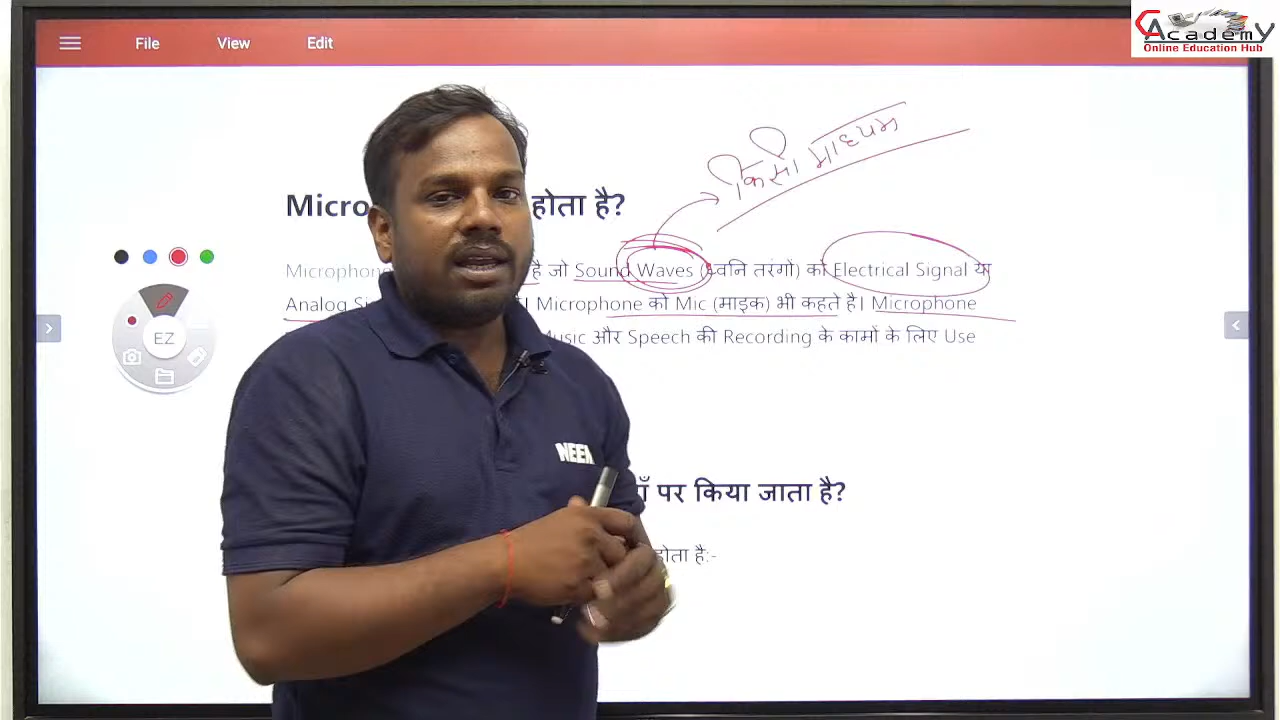 File View Edit
Academy
Online Education Hub
किसी माध्यम
Micro होता है?
Microphone है जो Sound Waves (ध्वनि तरंगों) को Electrical Signal या
Analog Si । Microphone को Mic (माइक) भी कहते है। Microphone
Music और Speech की Recording के कामों के लिए Use
EZ
NEEN
पर किया जाता है?
होता है:-